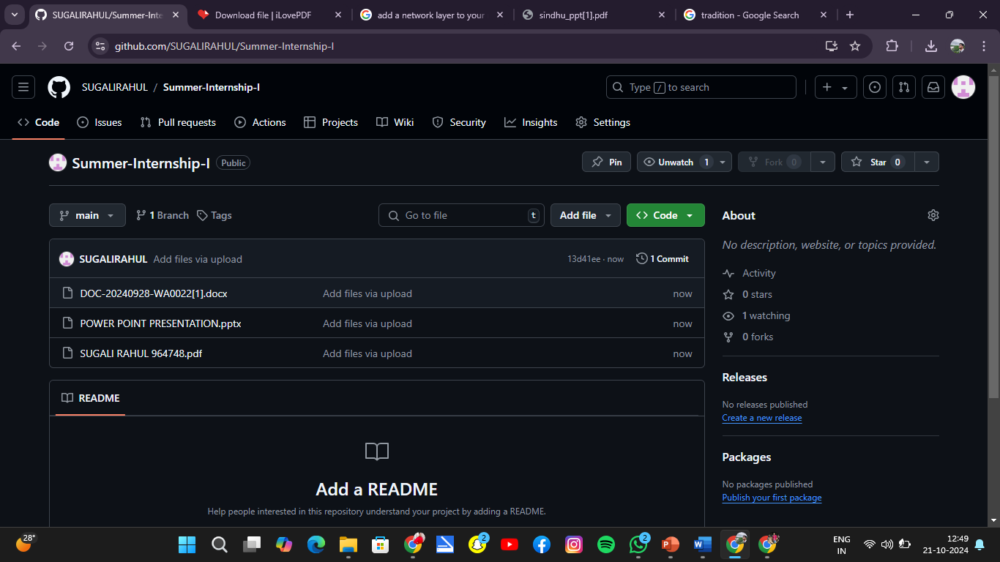 SUGALIRAHUL/Summer-Inte
Download file | iLovePDF
add a network layer to your
sindhu_ppt[1].pdf
tradition - Google Search
github.com/SUGALIRAHUL/Summer-Internship-I
SUGALIRAHUL / Summer-Internship-I
Type / to search
Code
Issues
Pull requests
Actions
Projects
Wiki
Security
Insights
Settings
Summer-Internship-I Public
Pin
Unwatch 1
Fork 0
Star 0
main
1 Branch
Tags
Go to file t
Add file
Code
SUGALIRAHUL Add files via upload 13d41ee · now 1 Commit
DOC-20240928-WA0022[1].docx Add files via upload now
POWER POINT PRESENTATION.pptx Add files via upload now
SUGALI RAHUL 964748.pdf Add files via upload now
README
Add a README
Help people interested in this repository understand your project by adding a README.
About
No description, website, or topics provided.
Activity
0 stars
1 watching
0 forks
Releases
No releases published
Create a new release
Packages
No packages published
Publish your first package
28°
2
2
ENG
IN
12:49
21-10-2024